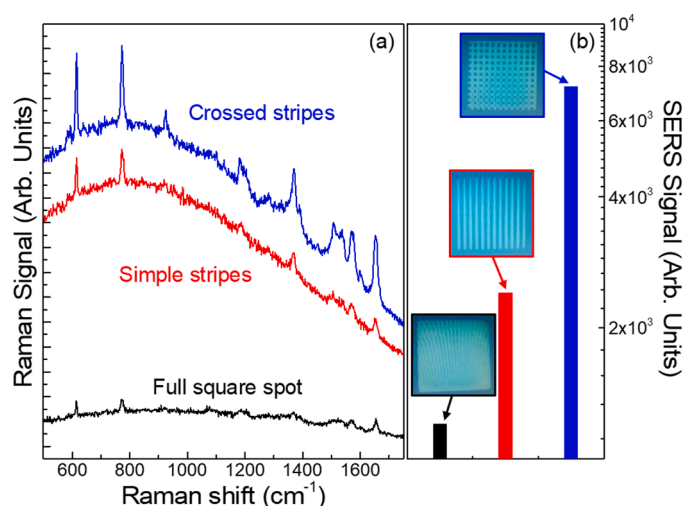 (a)
Crossed stripes
Simple stripes
Full square spot
Raman Signal (Arb. Units)
600 800 1000 1200 1400 1600
Raman shift (cm⁻¹)
(b)
10⁴
8x10³
6x10³
4x10³
2x10³
SERS Signal (Arb. Units)